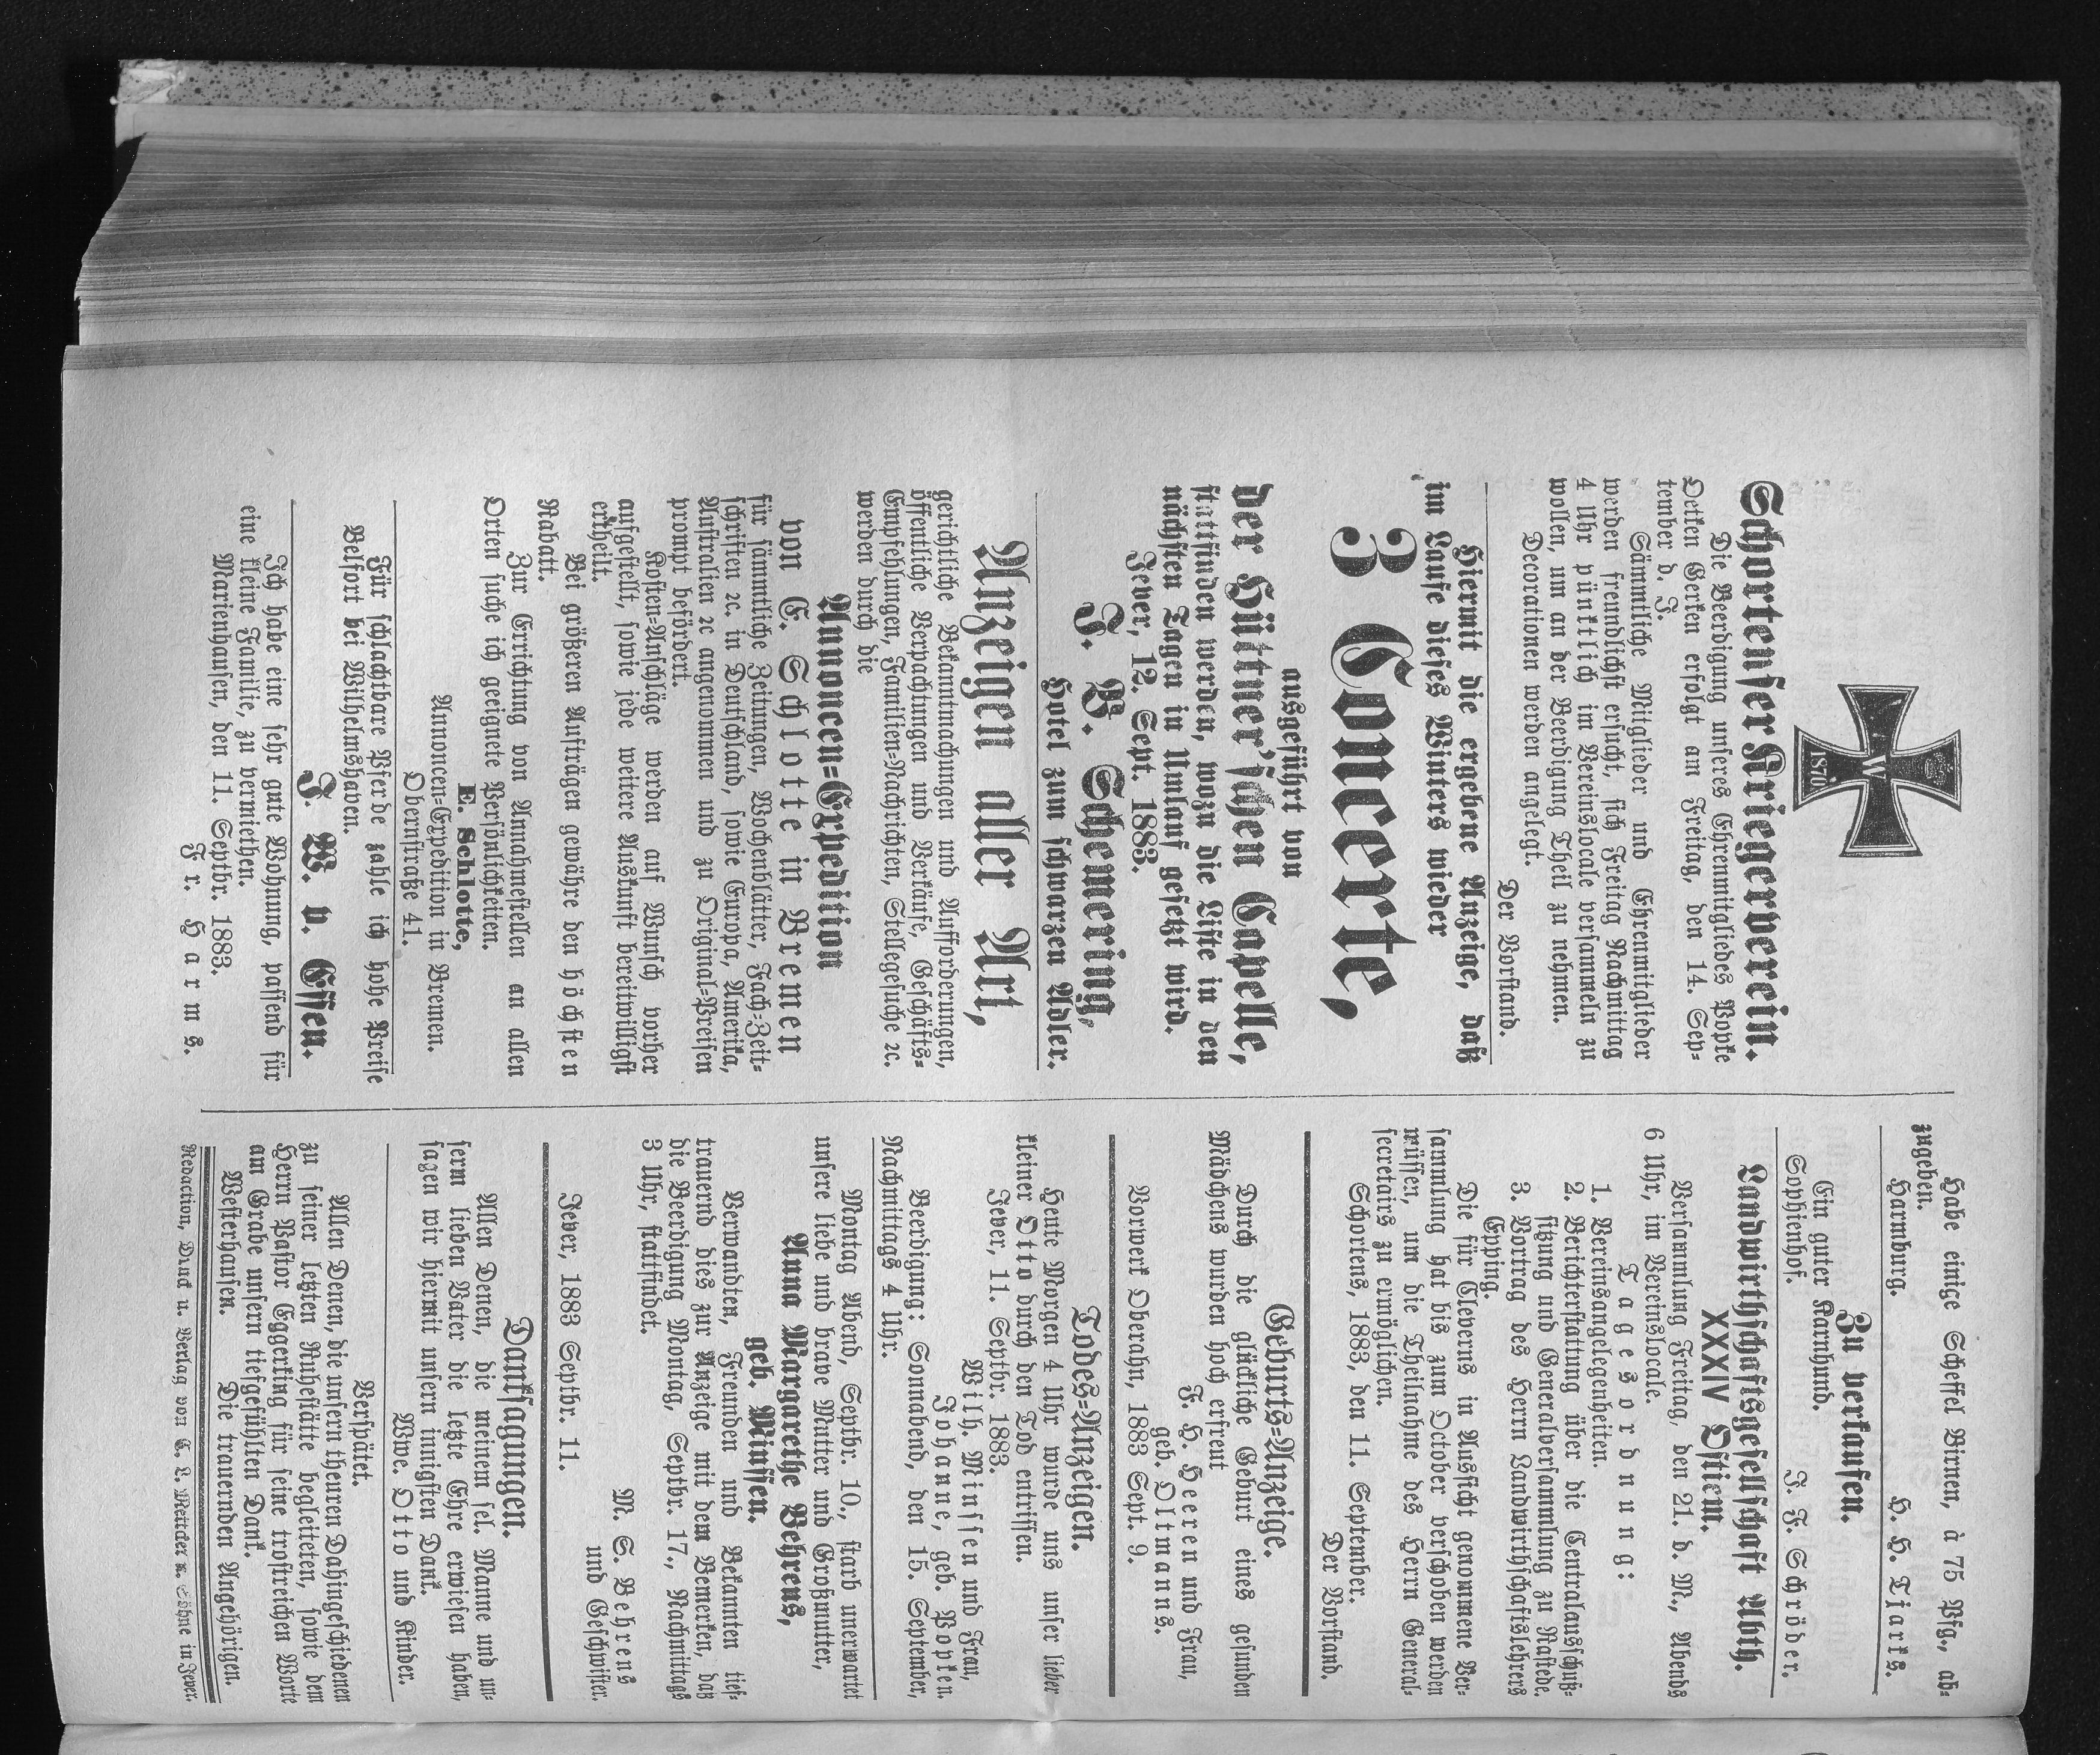 W
1870
Schortenser Kriegerverein.
Die Beerdigung unseres Ehrenmitgliedes Popke
Detken Gerken erfolgt am Freitag, den 14. Sep-
tember d. J.
Sämmtliche Mitglieder und Ehrenmitglieder
werden freundlichst ersucht, sich Freitag Nachmittag
4 Uhr pünktlich im Vereinslocale versammeln zu
wollen, um an der Beerdigung Theil zu nehmen.
Decorationen werden angelegt.
Der Vorstand.
Hiermit die ergebene Anzeige, daß
im Laufe dieses Winters wieder
3 Concerte,
ausgeführt von
der Hüttner'schen Capelle,
stattfinden werden, wozu die Liste in den
nächsten Tagen in Umlauf gesetzt wird.
Jever, 12. Sept. 1883.
J. B. Schemering,
Hotel zum schwarzen Adler.
Anzeigen aller Art,
gerichtliche Bekanntmachungen und Aufforderungen,
öffentliche Verpachtungen und Verkäufe, Geschäfts-
Empfehlungen, Familien-Nachrichten, Stellegesuche ꝛc.
werden durch die
Annoncen-Expedition
von E. Schlotte in Bremen
für sämmtliche Zeitungen, Wochenblätter, Fach-Zeit-
schriften ꝛc. in Deutschland, sowie Europa, Amerika,
Australien ꝛc angenommen und zu Original-Preisen
prompt befördert.
Kosten-Anschläge werden auf Wunsch vorher
aufgestellt, sowie jede weitere Auskunft bereitwilligst
ertheilt.
Bei größeren Aufträgen gewähre den höchsten
Rabatt.
Zur Errichtung von Annahmestellen an allen
Orten suche ich geeignete Persönlichkeiten.
E. Schlotte,
Annoncen-Expedition in Bremen.
Obernstraße 41.
Für schlachtbare Pferde zahle ich hohe Preise
Belfort bei Wilhelmshaven.
J. W. v. Essen.
Ich habe eine sehr gute Wohnung, passend für
eine kleine Familie, zu vermiethen.
Marienhausen, den 11. Septbr. 1883.
Fr. Harms.
Habe einige Scheffel Birnen, à 75 Pfg., ab-
zugeben.
Harmburg. H. H. Tjarks.
Zu verkaufen.
Ein guter Karnhund.
Sophienhof. J. F. Schröder.
Landwirthschaftsgesellschaft Abth.
XXXIV Ostiem.
Versammlung Freitag, den 21. d. M., Abends
6 Uhr, im Vereinslocale.
Tagesordnung:
1. Vereinsangelegenheiten.
2. Berichterstattung über die Centralausschuß-
sitzung und Generalversammlung zu Rastede.
3. Vortrag des Herrn Landwirthschaftslehrers
Epping.
Die für Cleverns in Aussicht genommene Ver-
sammlung hat bis zum October verschoben werden
müssen, um die Theilnahme des Herrn General-
secretairs zu ermöglichen.
Schortens, 1883, den 11. September.
Der Vorstand.
Geburts-Anzeige.
Durch die glückliche Geburt eines gesunden
Mädchens wurden hoch erfreut
J. H. Heeren und Frau,
geb. Oltmanns.
Vorwerk Oberahn, 1883 Sept. 9.
Todes-Anzeigen.
Heute Morgen 4 Uhr wurde uns unser lieber
kleiner Otto durch den Tod entrissen.
Jever, 11. Septbr. 1883.
Wilh. Minssen und Frau,
Johanne, geb. Popken.
Beerdigung: Sonnabend, den 15. September,
Nachmittags 4 Uhr.
Montag Abend, Septbr. 10., starb unerwartet
unsere liebe und brave Mutter und Großmutter,
Anna Margarethe Behrens,
geb. Minssen.
Verwandten, Freunden und Bekannten tief-
trauernd dies zur Anzeige mit dem Bemerken, daß
die Beerdigung Montag, Septbr. 17., Nachmittags
3 Uhr, stattfindet.
M. S. Behrens
und Geschwister.
Jever, 1883 Septbr. 11.
Danksagungen.
Allen Denen, die meinem sel. Manne und un-
serm lieben Vater die letzte Ehre erwiesen haben,
sagen wir hiermit unsern innigsten Dank.
Wwe. Otto und Kinder.
Verspätet.
Allen Denen, die unsern theuren Dahingeschiedenen
zu seiner letzten Ruhestätte begleiteten, sowie dem
Herrn Pastor Eggerking für seine trostreichen Worte
am Grabe unsern tiefgefühlten Dank.
Westerhausen. Die trauernden Angehörigen.
Redaction, Druck u. Verlag von C. L. Mettcker u. Söhne in Jever.